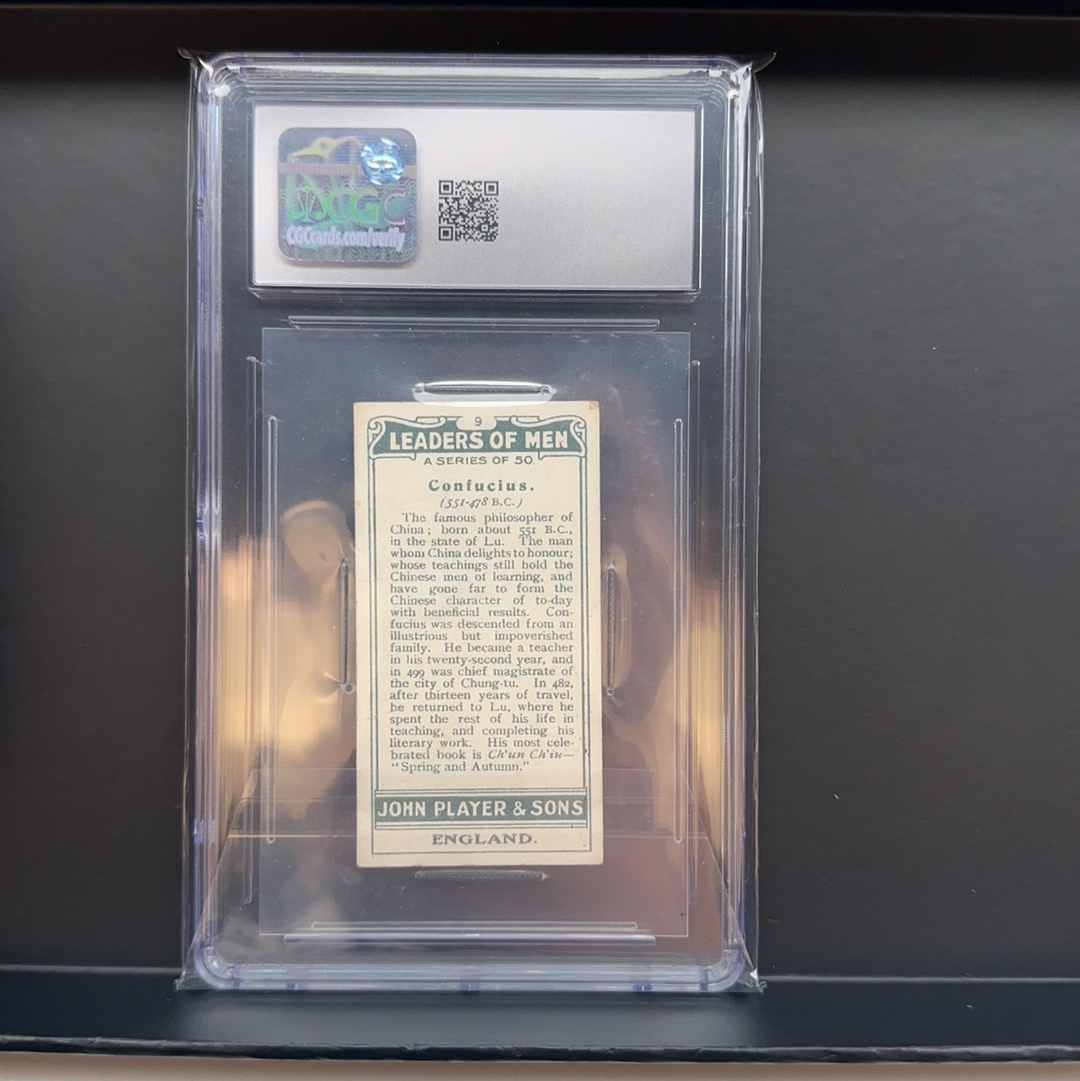 CGC
CGCcards.com/verify
9
LEADERS OF MEN
A SERIES OF 50
Confucius.
(551-478 B.C.)
The famous philosopher of
China; born about 551 B.C.,
in the state of Lu. The man
whom China delights to honour;
whose teachings still hold the
Chinese men of learning, and
have gone far to form the
Chinese character of to-day
with beneficial results. Con-
fucius was descended from an
illustrious but impoverished
family. He became a teacher
in his twenty-second year, and
in 499 was chief magistrate of
the city of Chung-tu. In 482,
after thirteen years of travel,
he returned to Lu, where he
spent the rest of his life in
teaching, and completing his
literary work. His most cele-
brated book is Ch'un Ch'iu—
"Spring and Autumn."
JOHN PLAYER & SONS
ENGLAND.